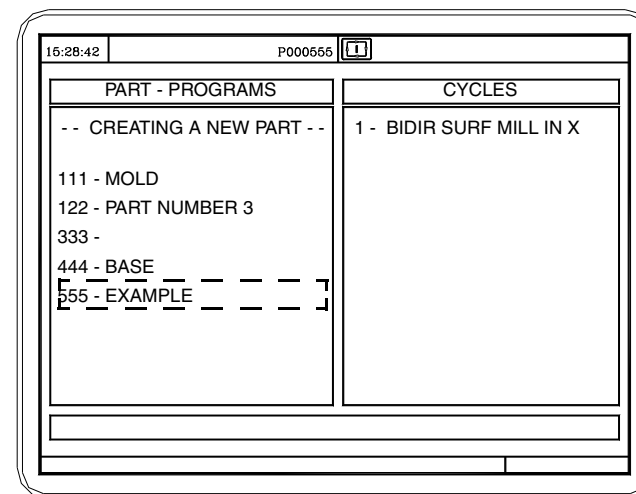 15:28:42 P000555
PART - PROGRAMS
- - CREATING A NEW PART - -
111 - MOLD
122 - PART NUMBER 3
333 -
444 - BASE
555 - EXAMPLE
CYCLES
1 - BIDIR SURF MILL IN X